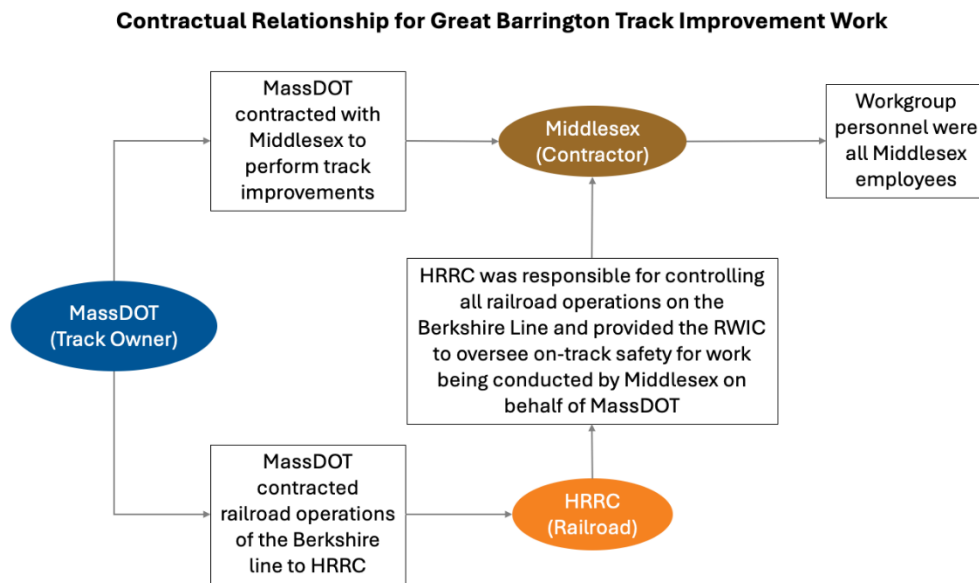 Contractual Relationship for Great Barrington Track Improvement Work
MassDOT
contracted with
Middlesex to
perform track
improvements
Middlesex
(Contractor)
Workgroup
personnel were
all Middlesex
employees
MassDOT
(Track Owner)
HRRC was responsible for controlling
all railroad operations on the
Berkshire Line and provided the RWIC
to oversee on-track safety for work
being conducted by Middlesex on
behalf of MassDOT
MassDOT
contracted
railroad operations
of the Berkshire
line to HRRC
HRRC
(Railroad)